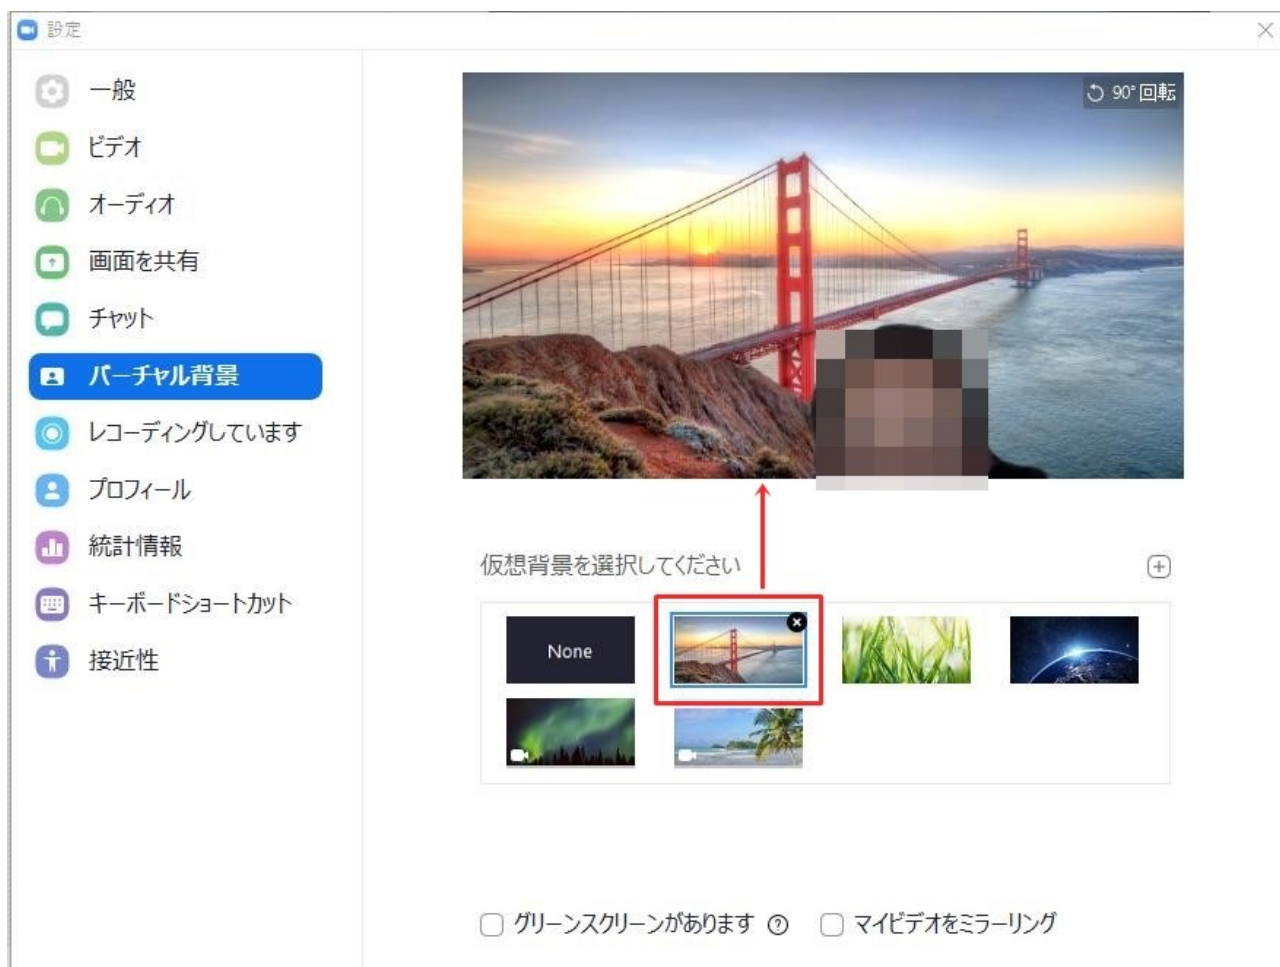 設定
一般
ビデオ
オーディオ
画面を共有
チャット
バーチャル背景
レコーディングしています
プロフィール
統計情報
キーボードショートカット
接近性
90°回転
仮想背景を選択してください
None
グリーンスクリーンがあります
マイビデオをミラーリング